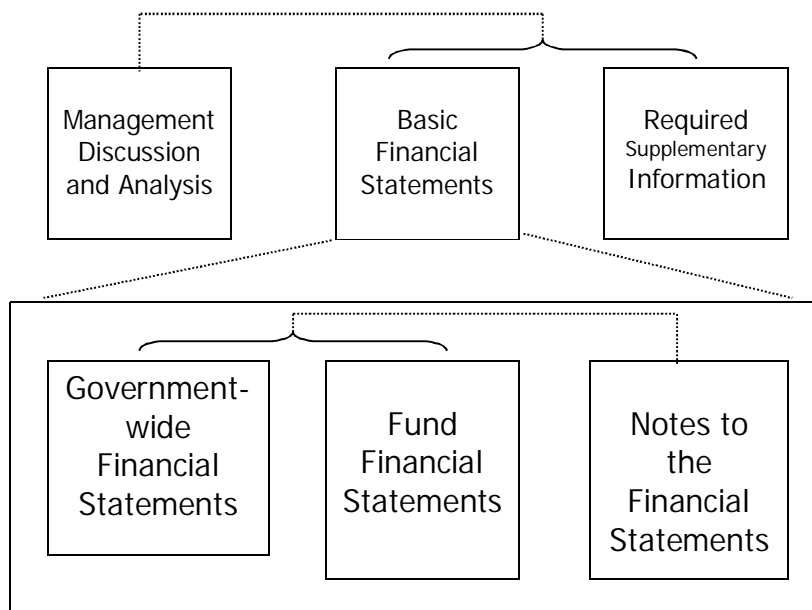 Management
Discussion
and Analysis
Basic
Financial
Statements
Required
Supplementary
Information
Government-
wide
Financial
Statements
Fund
Financial
Statements
Notes to
the
Financial
Statements